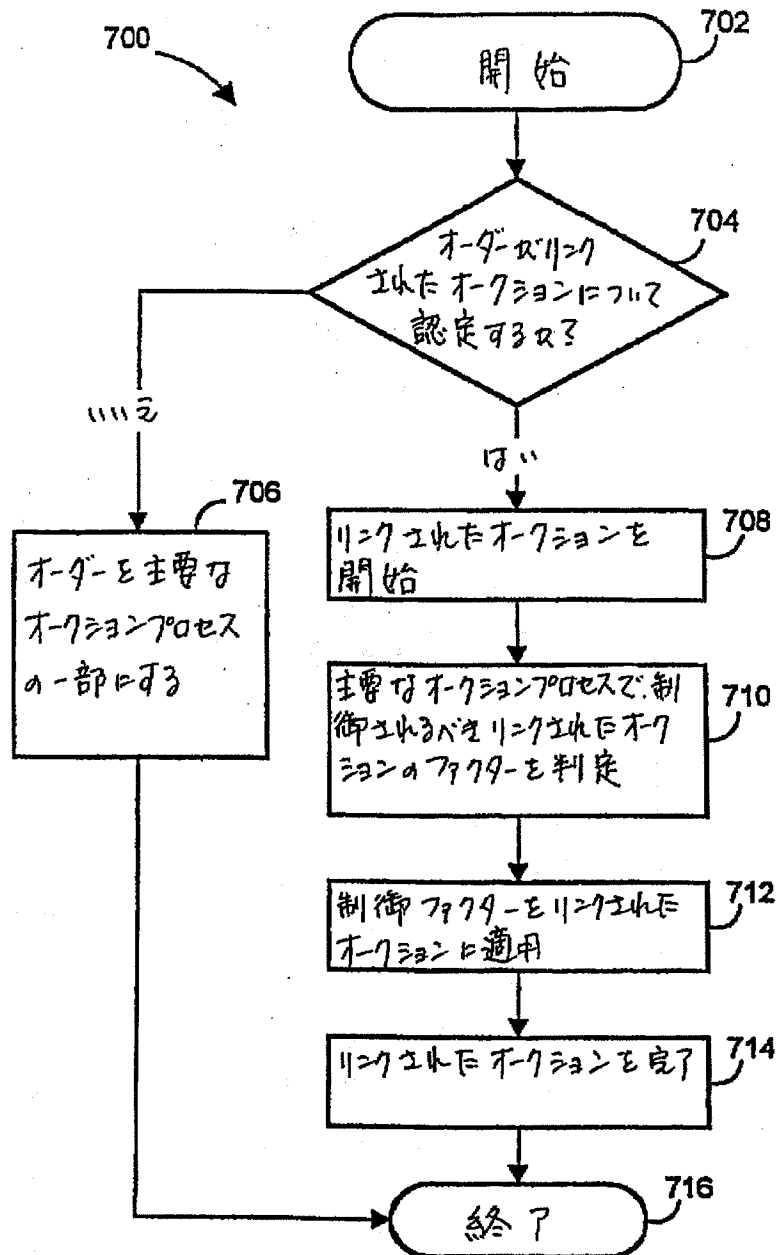 700
702
開始
704
オーダーがリンク
されたオークションについて
認定するか?
いいえ
はい
706
オーダーを主要な
オークションプロセス
の一部にする
708
リンクされたオークションを
開始
710
主要なオークションプロセスで、制
御されるべきリンクされたオーク
ションのファクターを判定
712
制御ファクターをリンクされた
オークションに適用
714
リンクされたオークションを完了
716
終了